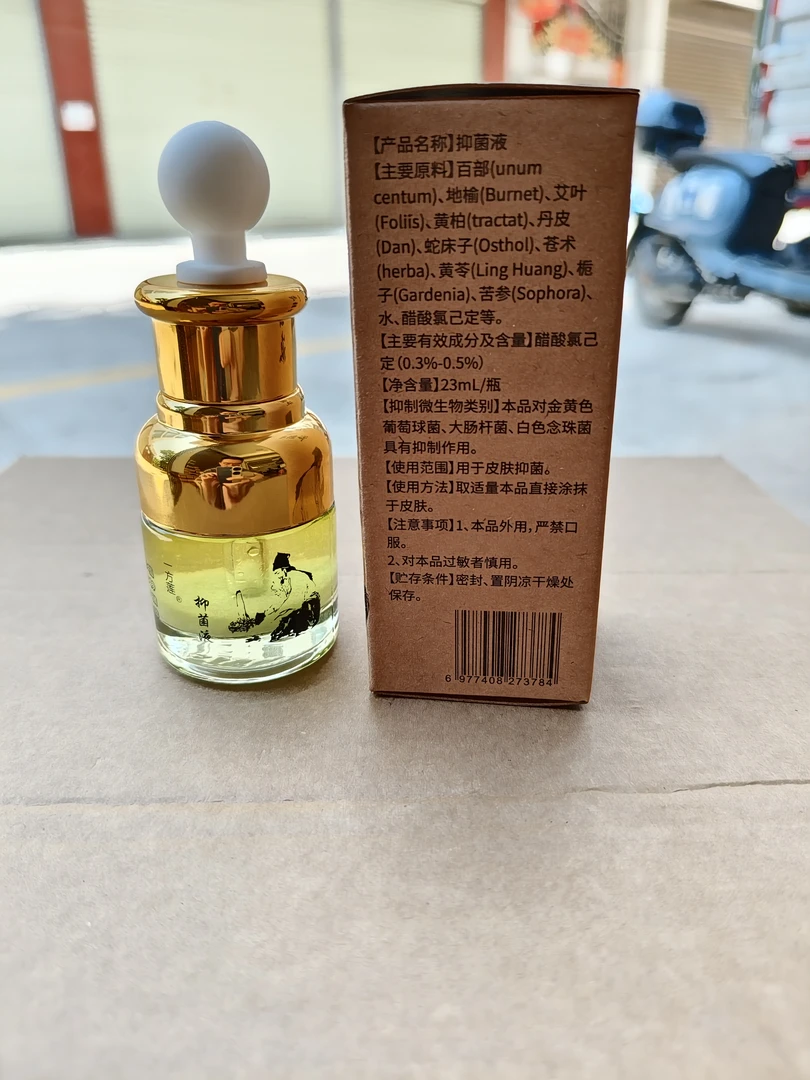 【产品名称】抑菌液
【主要原料】百部(unum
centum)、地榆(Burnet)、艾叶
(Foliis)、黄柏(tractat)、丹皮
(Dan)、蛇床子(Osthol)、苍术
(herba)、黄芩(Ling Huang)、栀
子(Gardenia)、苦参(Sophora)、
水、醋酸氯己定等。
【主要有效成分及含量】醋酸氯己
定(0.3%-0.5%)
【净含量】23mL/瓶
【抑制微生物类别】本品对金黄色
葡萄球菌、大肠杆菌、白色念珠菌
具有抑制作用。
【使用范围】用于皮肤抑菌。
【使用方法】取适量本品直接涂抹
于皮肤。
【注意事项】1、本品外用,严禁口
服。
2、对本品过敏者慎用。
【贮存条件】密封、置阴凉干燥处
保存。
6 977408 273784
一方莲®
抑菌液